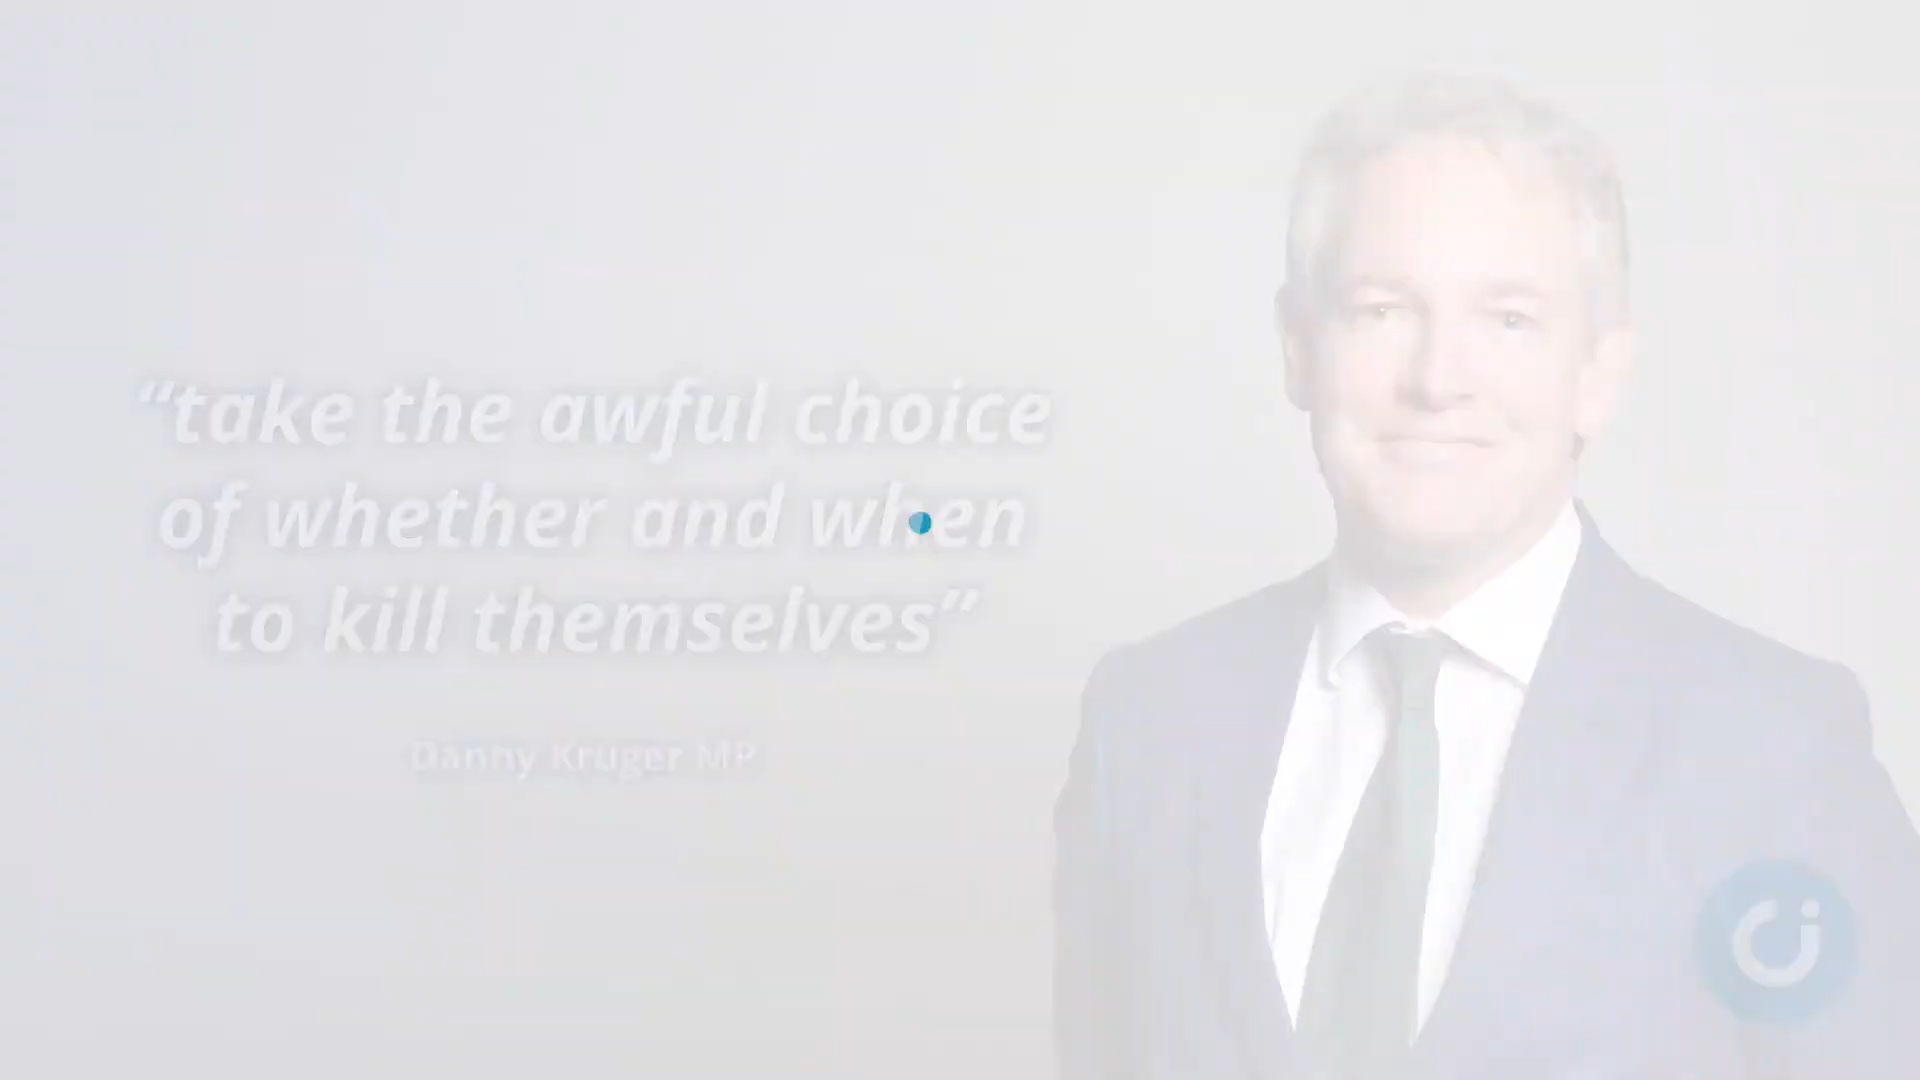 “take the awful choice
of whether and when
to kill themselves”
Danny Kruger MP